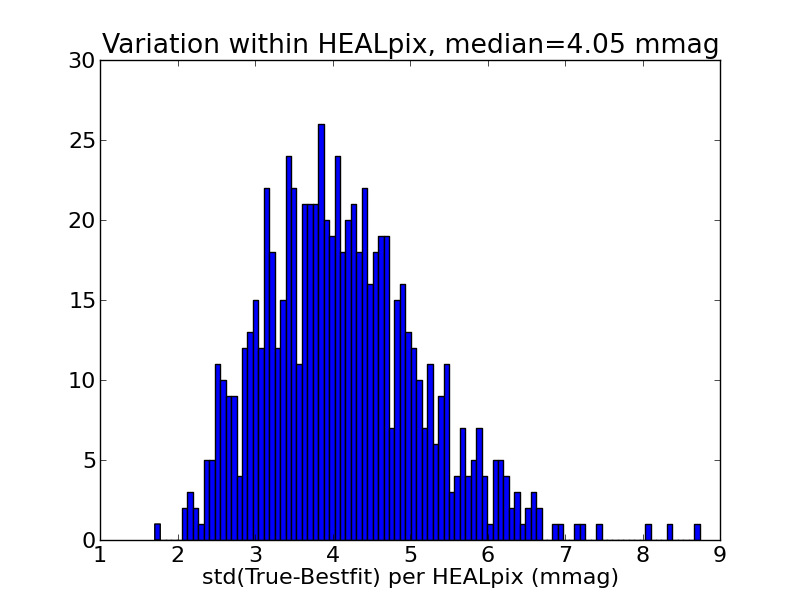 Variation within HEALpix, median=4.05 mmag
30
25
20
15
10
5
0
1 2 3 4 5 6 7 8 9
std(True-Bestfit) per HEALpix (mmag)